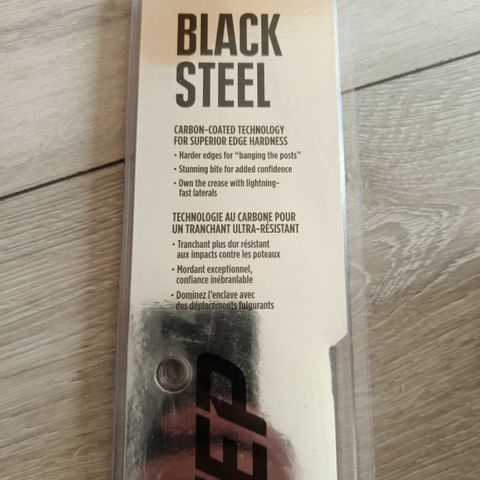 BLACK
STEEL
CARBON-COATED TECHNOLOGY
FOR SUPERIOR EDGE HARDNESS
• Harder edges for “banging the posts”
• Stunning bite for added confidence
• Own the crease with lightning-
fast laterals
TECHNOLOGIE AU CARBONE POUR
UN TRANCHANT ULTRA-RÉSISTANT
• Tranchant plus dur résistant
aux impacts contre les poteaux
• Mordant exceptionnel,
confiance inébranlable
• Dominez l’enclave avec
des déplacements fulgurants